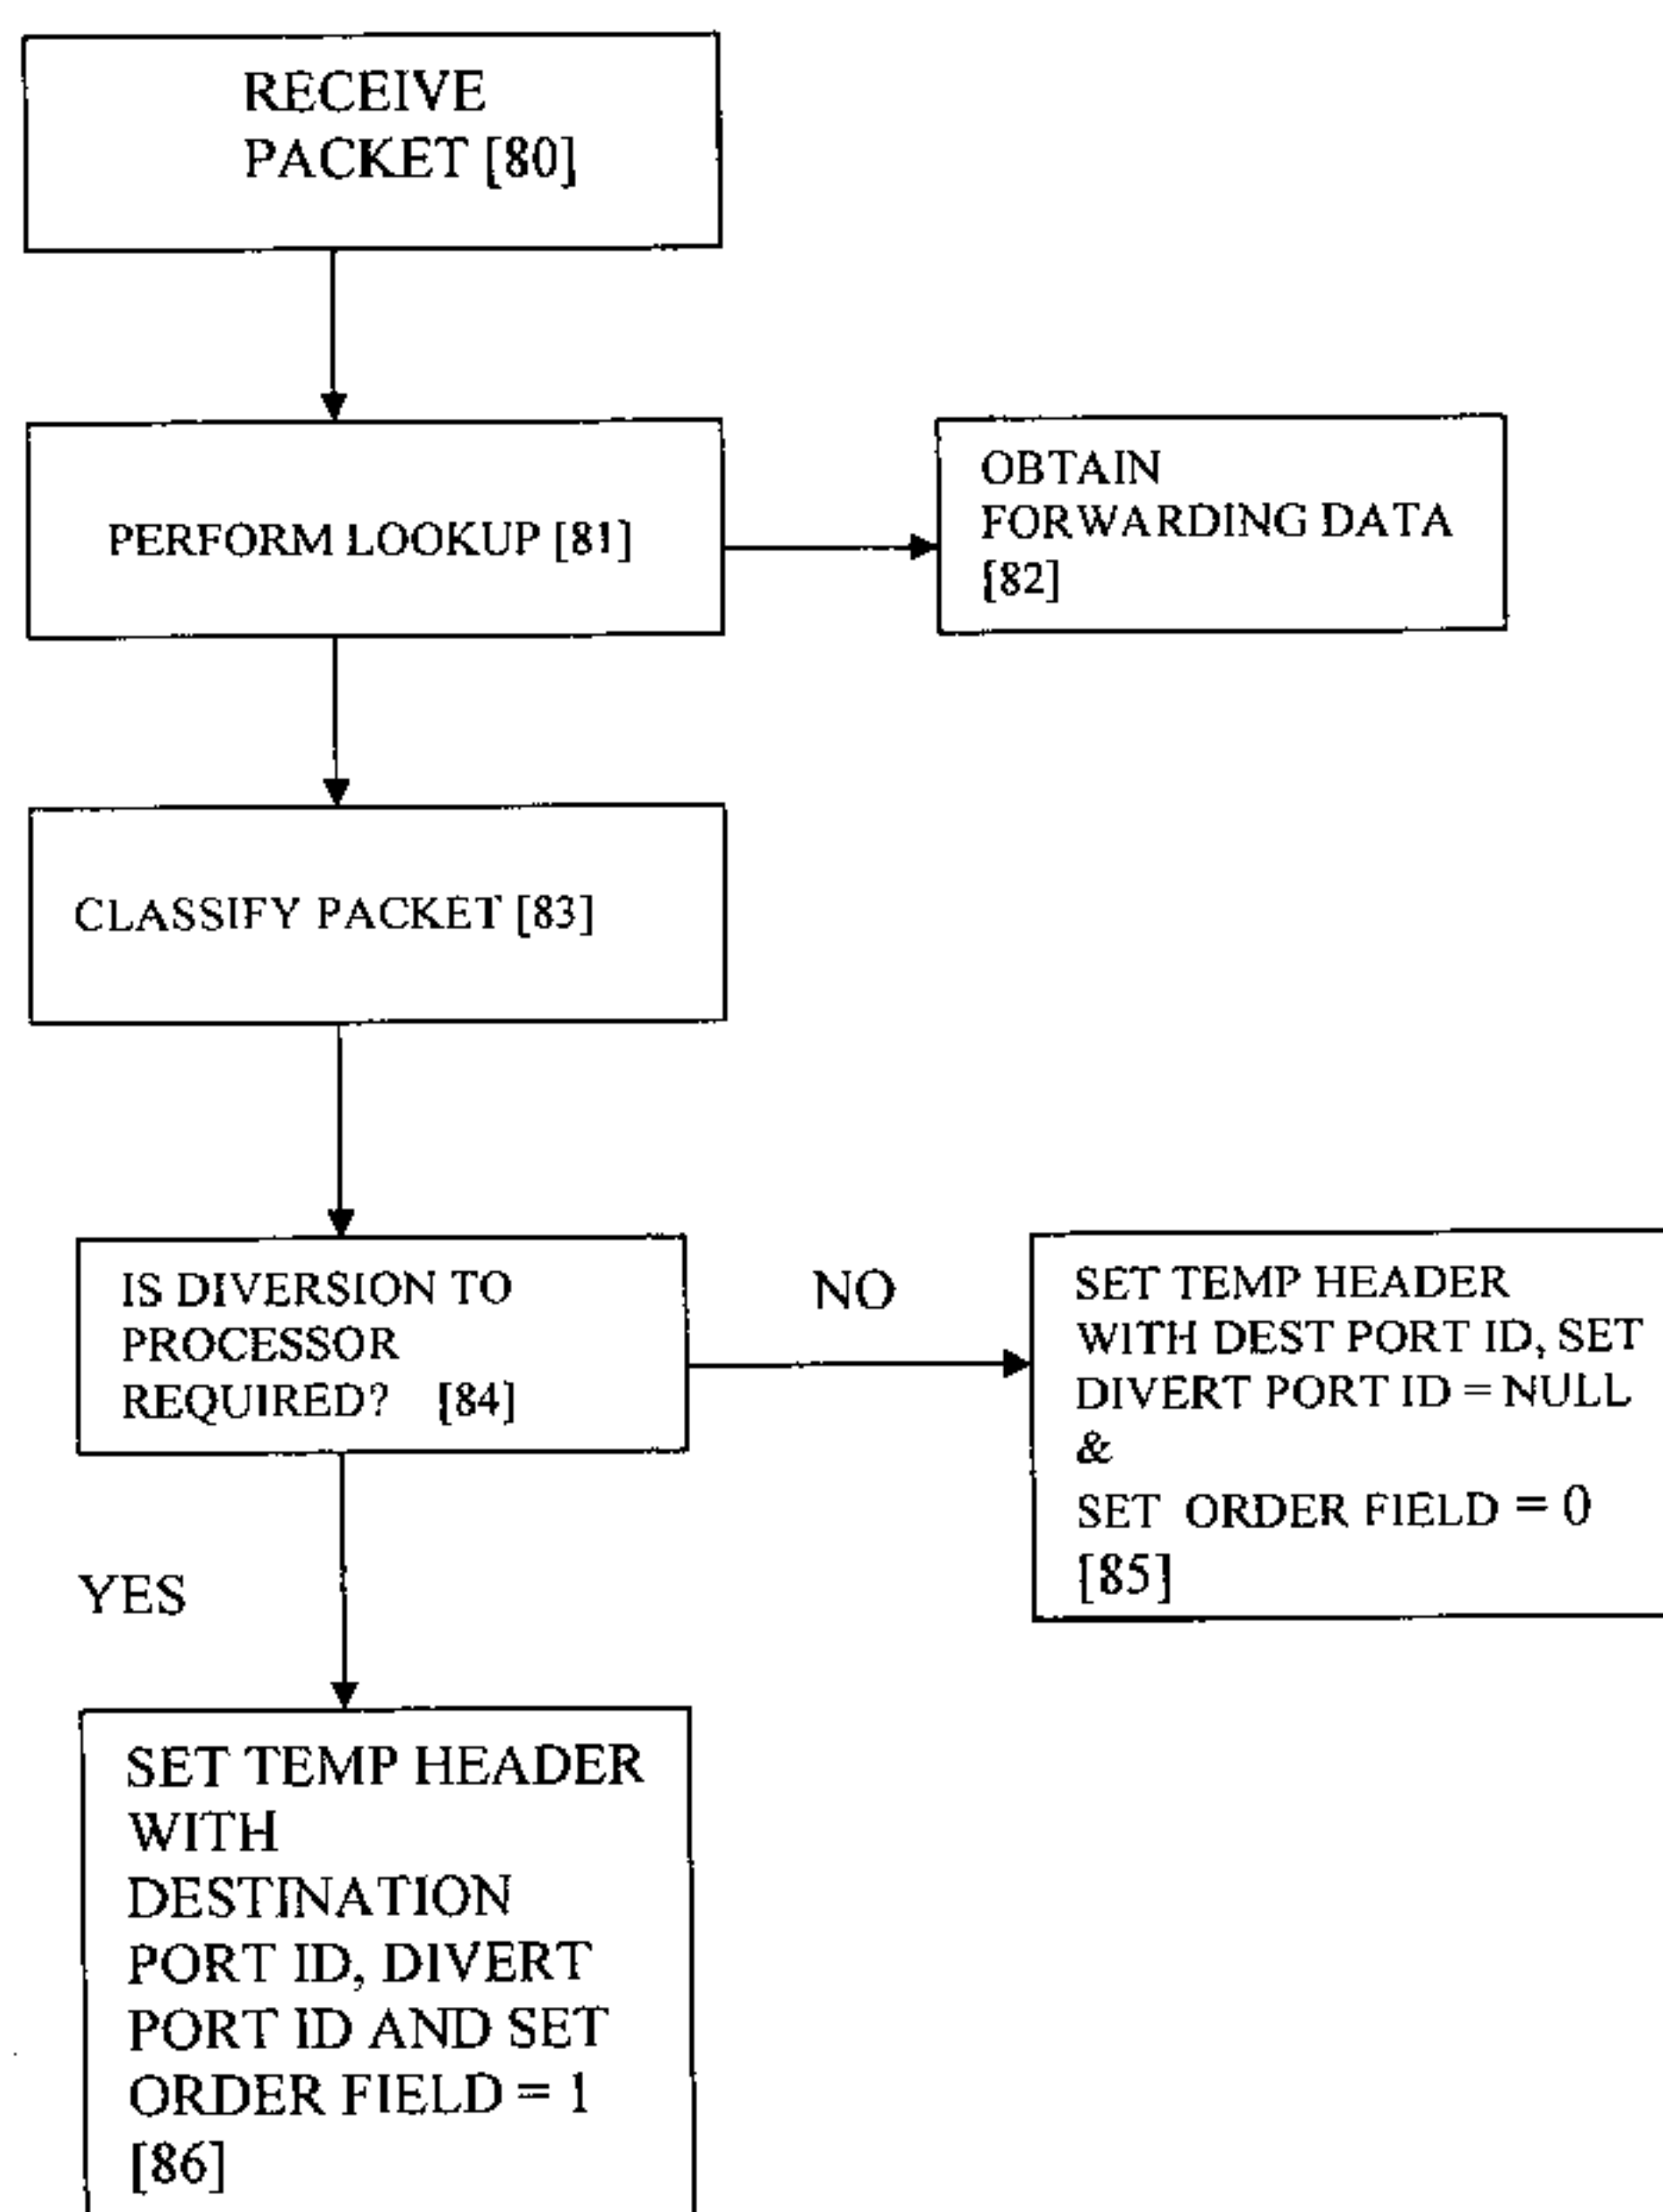 RECEIVE
PACKET [80]
PERFORM LOOKUP [81]
OBTAIN
FORWARDING DATA
[82]
CLASSIFY PACKET [83]
IS DIVERSION TO
PROCESSOR
REQUIRED? [84]
NO
SET TEMP HEADER
WITH DEST PORT ID, SET
DIVERT PORT ID = NULL
&
SET ORDER FIELD = 0
[85]
YES
SET TEMP HEADER
WITH
DESTINATION
PORT ID, DIVERT
PORT ID AND SET
ORDER FIELD = 1
[86]